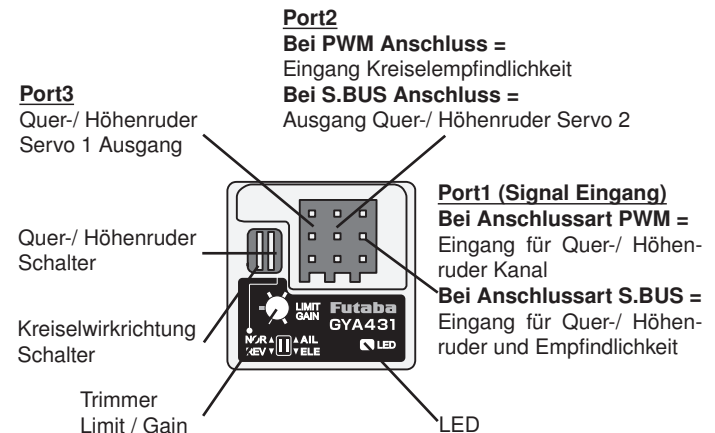 Port2
Bei PWM Anschluss =
Eingang Kreiselempfindlichkeit
Bei S.BUS Anschluss =
Ausgang Quer-/ Höhenruder Servo 2
Port3
Quer-/ Höhenruder
Servo 1 Ausgang
Port1 (Signal Eingang)
Bei Anschlussart PWM =
Eingang für Quer-/ Höhen-
ruder Kanal
Bei Anschlussart S.BUS =
Eingang für Quer-/ Höhen-
ruder und Empfindlichkeit
Quer-/ Höhenruder
Schalter
Kreiselwirkrichtung
Schalter
Trimmer
Limit / Gain
LIMIT
GAIN
Futaba
GYA431
NOR AIL
REV ELE
LED
LED